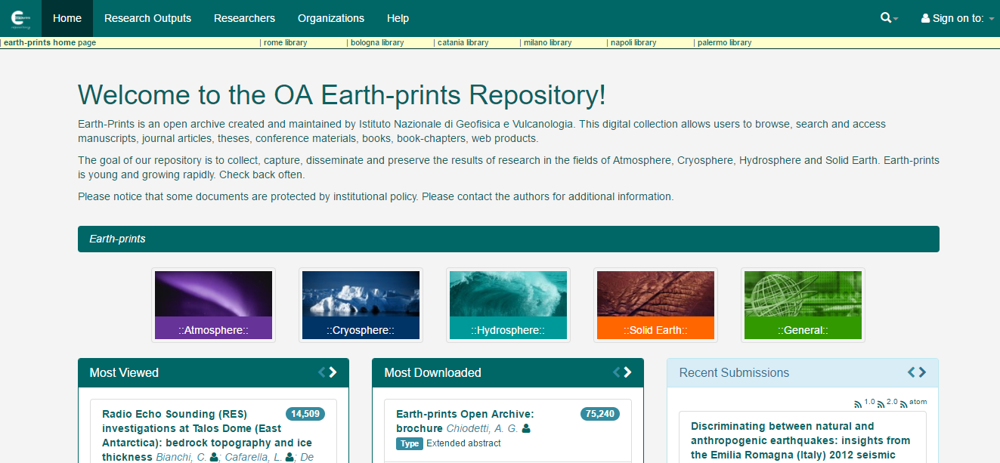 Home Research Outputs Researchers Organizations Help Sign on to:
| earth-prints home page | rome library | bologna library | catania library | milano library | napoli library | palermo library
Welcome to the OA Earth-prints Repository!
Earth-Prints is an open archive created and maintained by Istituto Nazionale di Geofisica e Vulcanologia. This digital collection allows users to browse, search and access
manuscripts, journal articles, theses, conference materials, books, book-chapters, web products.
The goal of our repository is to collect, capture, disseminate and preserve the results of research in the fields of Atmosphere, Cryosphere, Hydrosphere and Solid Earth. Earth-prints
is young and growing rapidly. Check back often.
Please notice that some documents are protected by institutional policy. Please contact the authors for additional information.
Earth-prints
::Atmosphere:: ::Cryosphere:: ::Hydrosphere:: ::Solid Earth:: ::General::
Most Viewed
Radio Echo Sounding (RES) 14,509
investigations at Talos Dome (East
Antarctica): bedrock topography and ice
thickness Bianchi, C. ; Cafarella, L. ; De
Most Downloaded
Earth-prints Open Archive: 75,240
brochure Chiodetti, A. G.
Type Extended abstract
Recent Submissions
1.0 2.0 atom
Discriminating between natural and
anthropogenic earthquakes: insights from
the Emilia Romagna (Italy) 2012 seismic